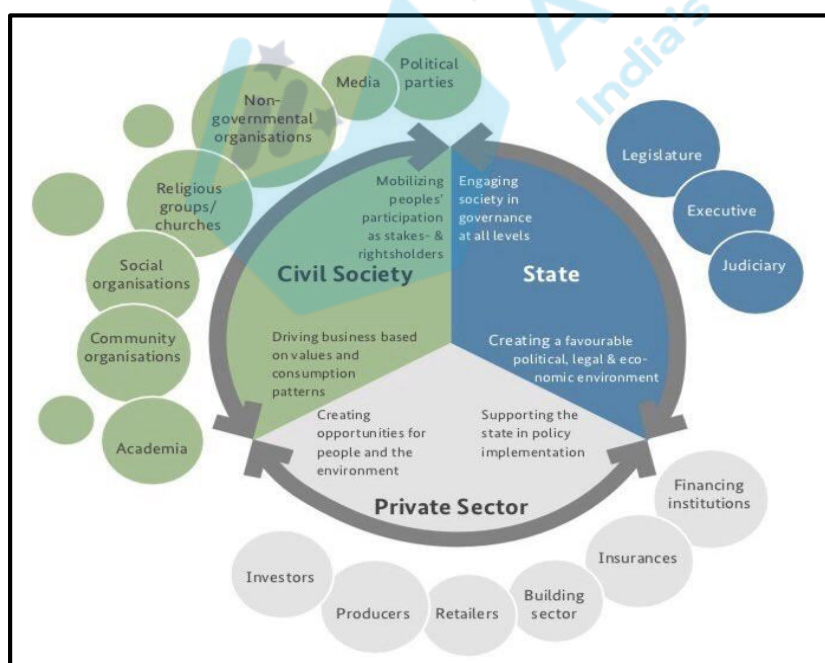 Political
parties
Media
Non-
governmental
organisations
Religious
groups/
churches
Social
organisations
Community
organisations
Academia
Mobilizing
peoples'
participation
as stakes- &
rightsholders
Civil Society
Driving business based
on values and
consumption
patterns
Engaging
society in
governance
at all levels
State
Creating a favourable
political, legal & eco-
nomic environment
Legislature
Executive
Judiciary
Creating
opportunities for
people and the
environment
Supporting the
state in policy
implementation
Private Sector
Investors
Producers
Retailers
Building
sector
Insurances
Financing
institutions
India's